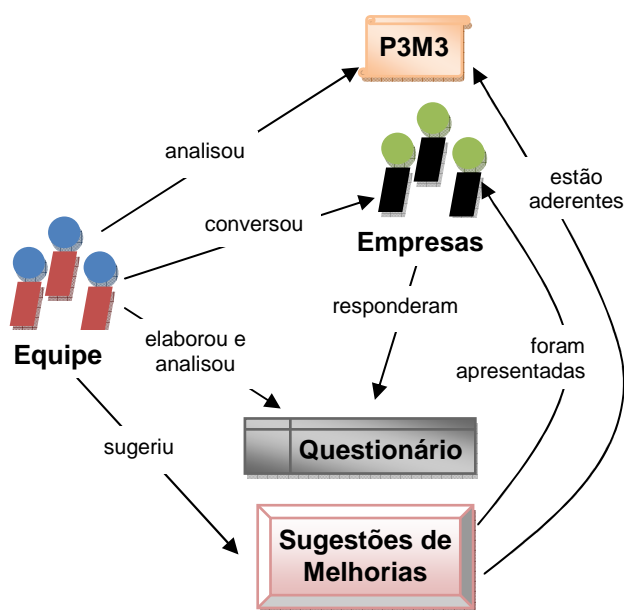 P3M3
analisou
estão
aderentes
conversou
Empresas
responderam
Equipe
elaborou e
analisou
foram
apresentadas
sugeriu
Questionário
Sugestões de
Melhorias